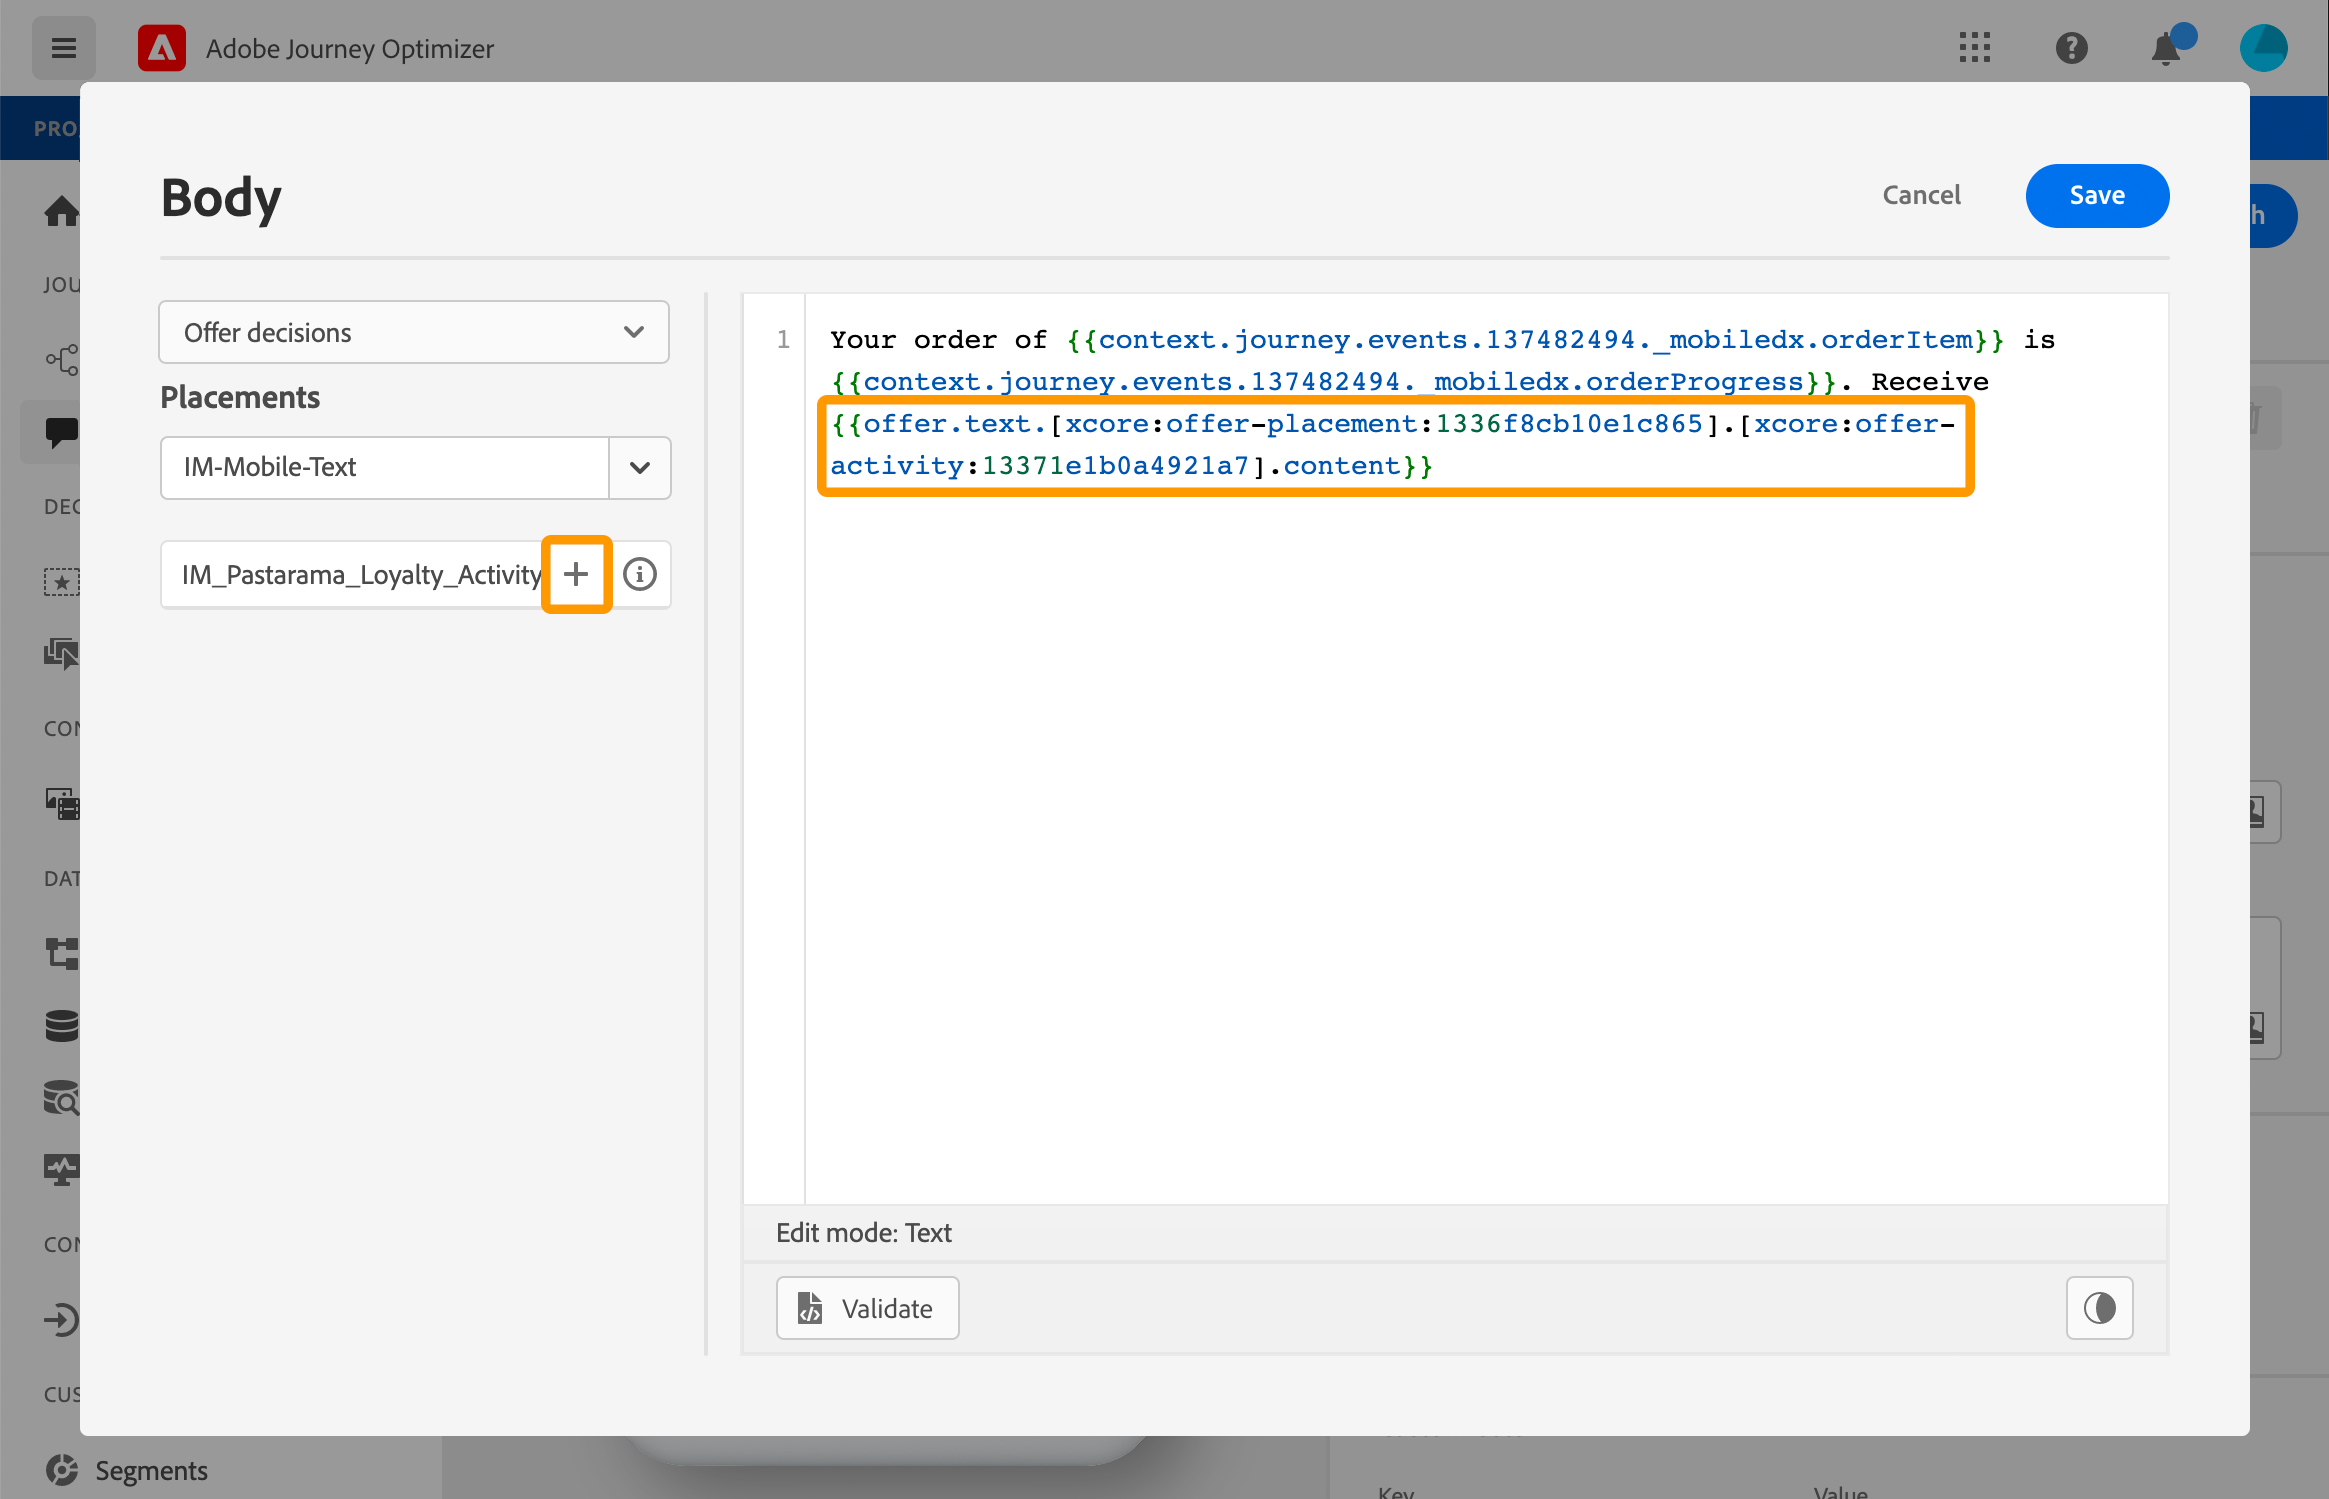 Adobe Journey Optimizer
PRO
Body
Cancel
Save
h
JOU
Offer decisions
Placements
IM-Mobile-Text
DEC
IM_Pastarama_Loyalty_Activity
1
Your order of {{context.journey.events.137482494._mobiledx.orderItem}} is
{{context.journey.events.137482494._mobiledx.orderProgress}}. Receive
{{offer.text.[xcore:offer-placement:1336f8cb10e1c865].[xcore:offer-
activity:13371e1b0a4921a7].content}}
CON
DAT
CON
Edit mode: Text
Validate
CUS
Segments
Key
Value